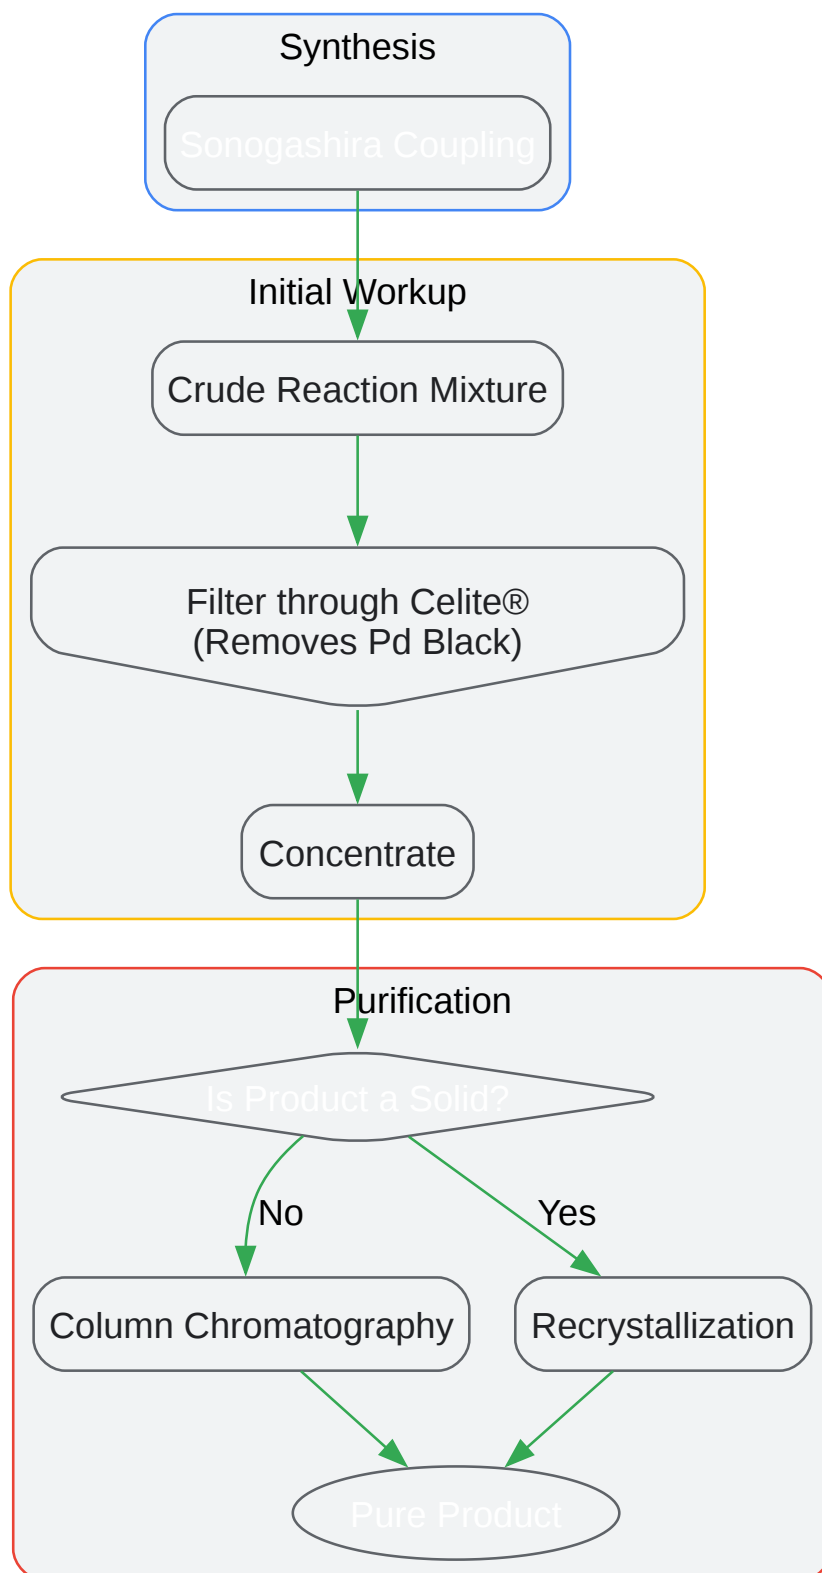 Synthesis
Sonogashira Coupling
Initial Workup
Crude Reaction Mixture
Filter through Celite®
(Removes Pd Black)
Concentrate
Purification
Is Product a Solid?
No
Yes
Column Chromatography
Recrystallization
Pure Product